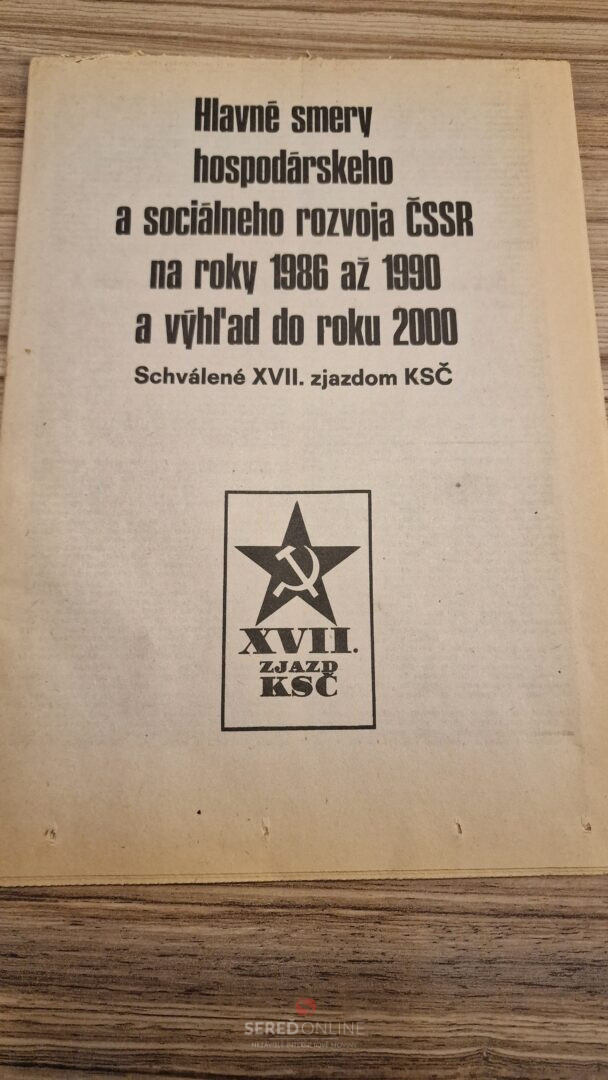 Hlavné smery
hospodárskeho
a sociálneho rozvoja ČSSR
na roky 1986 až 1990
a výhľad do roku 2000
Schválené XVII. zjazdom KSČ
XVII.
ZJAZD
KSČ
SEREĎONLINE